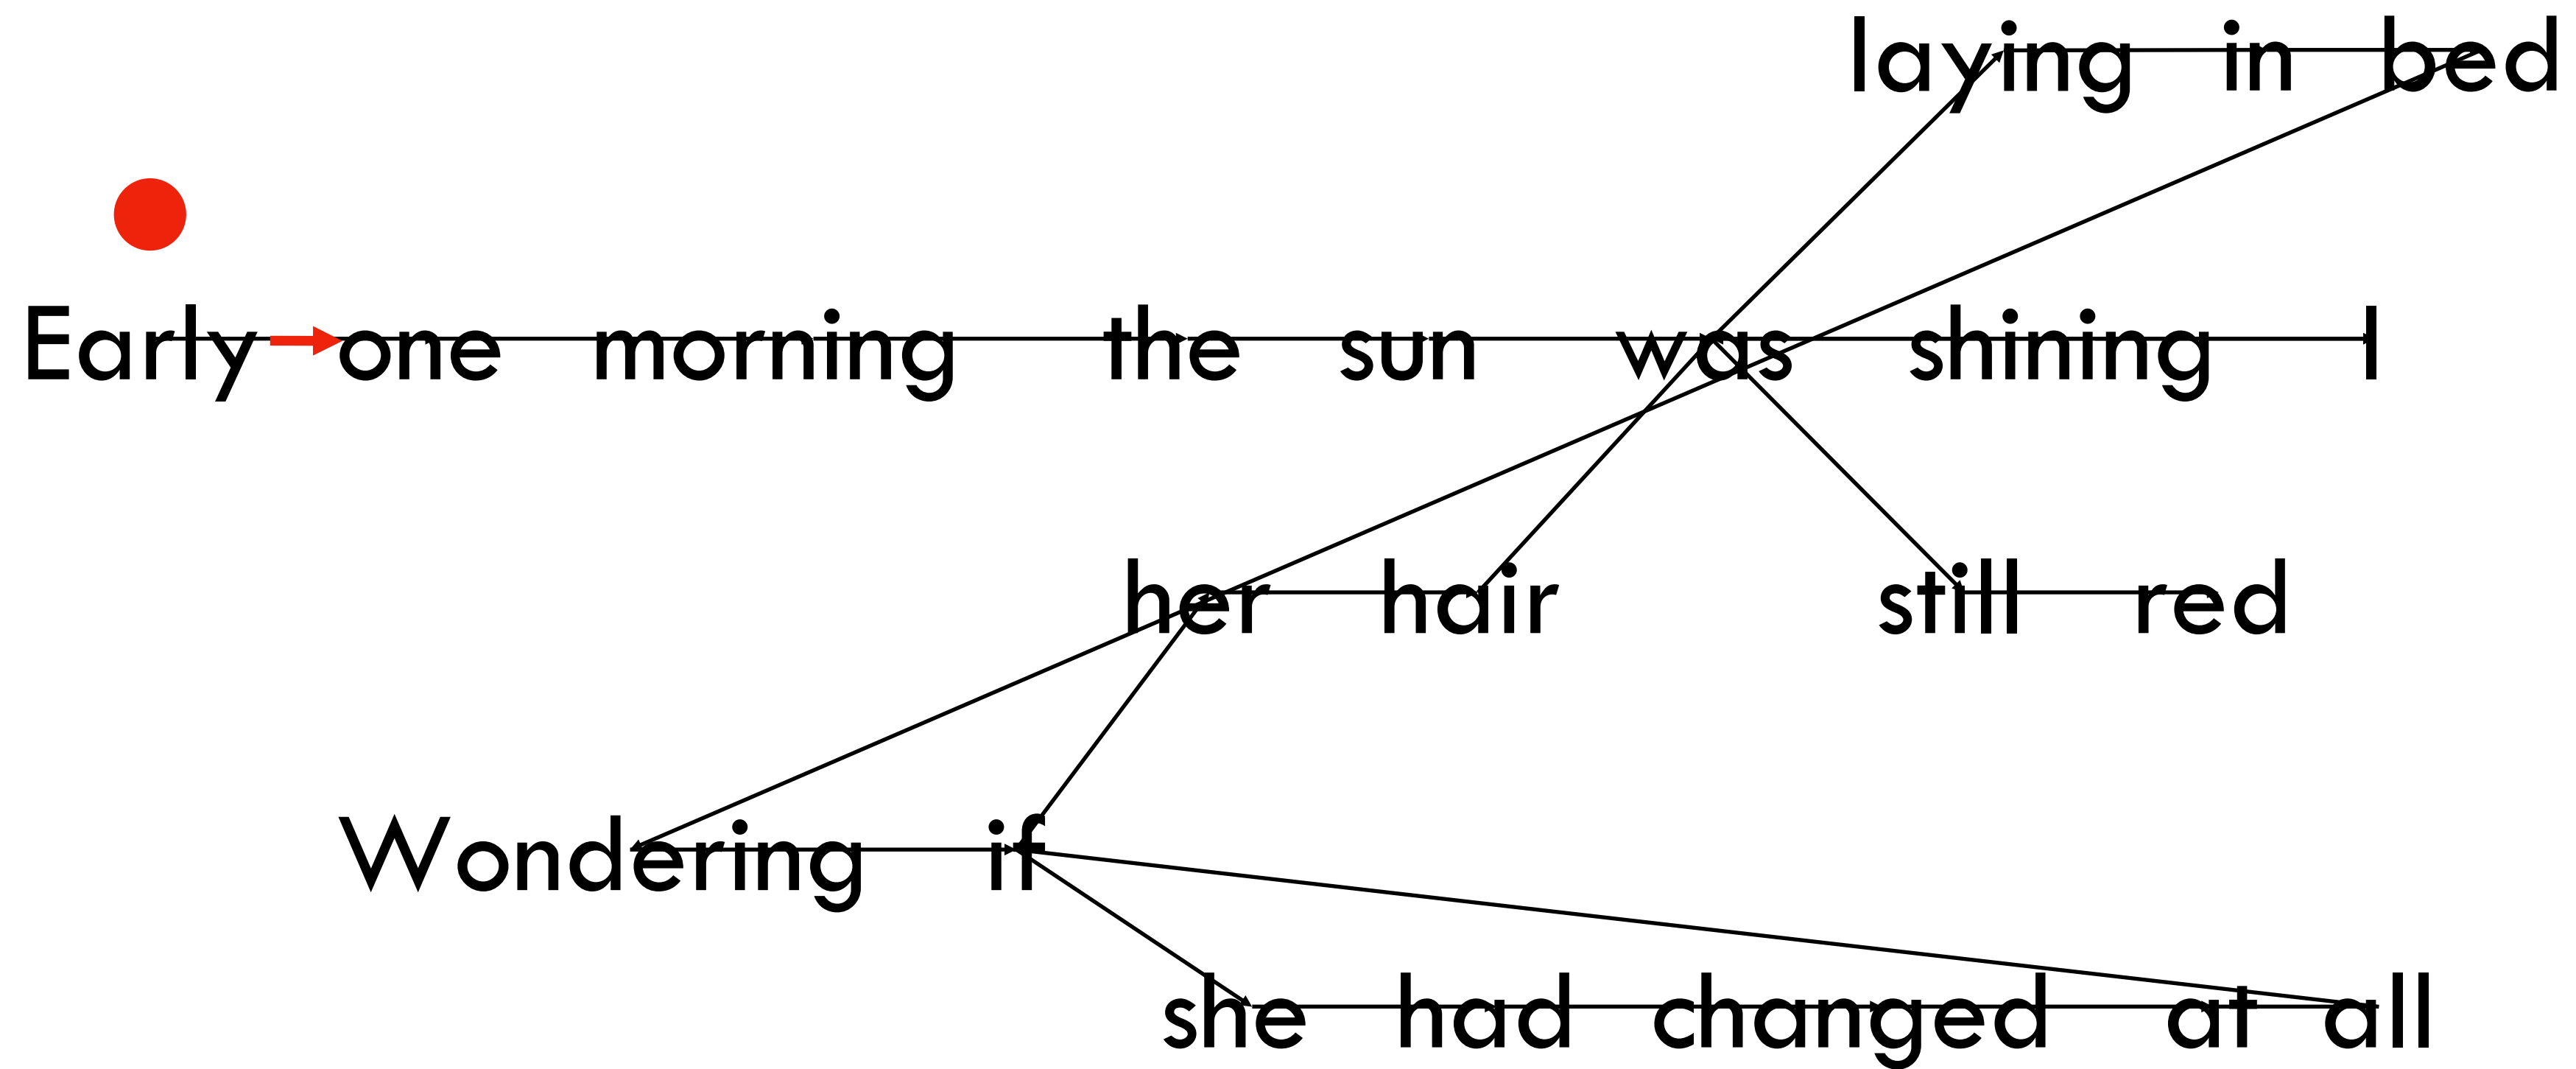 laying in bed
Early one morning the sun was shining I
her hair still red
Wondering if
she had changed at all